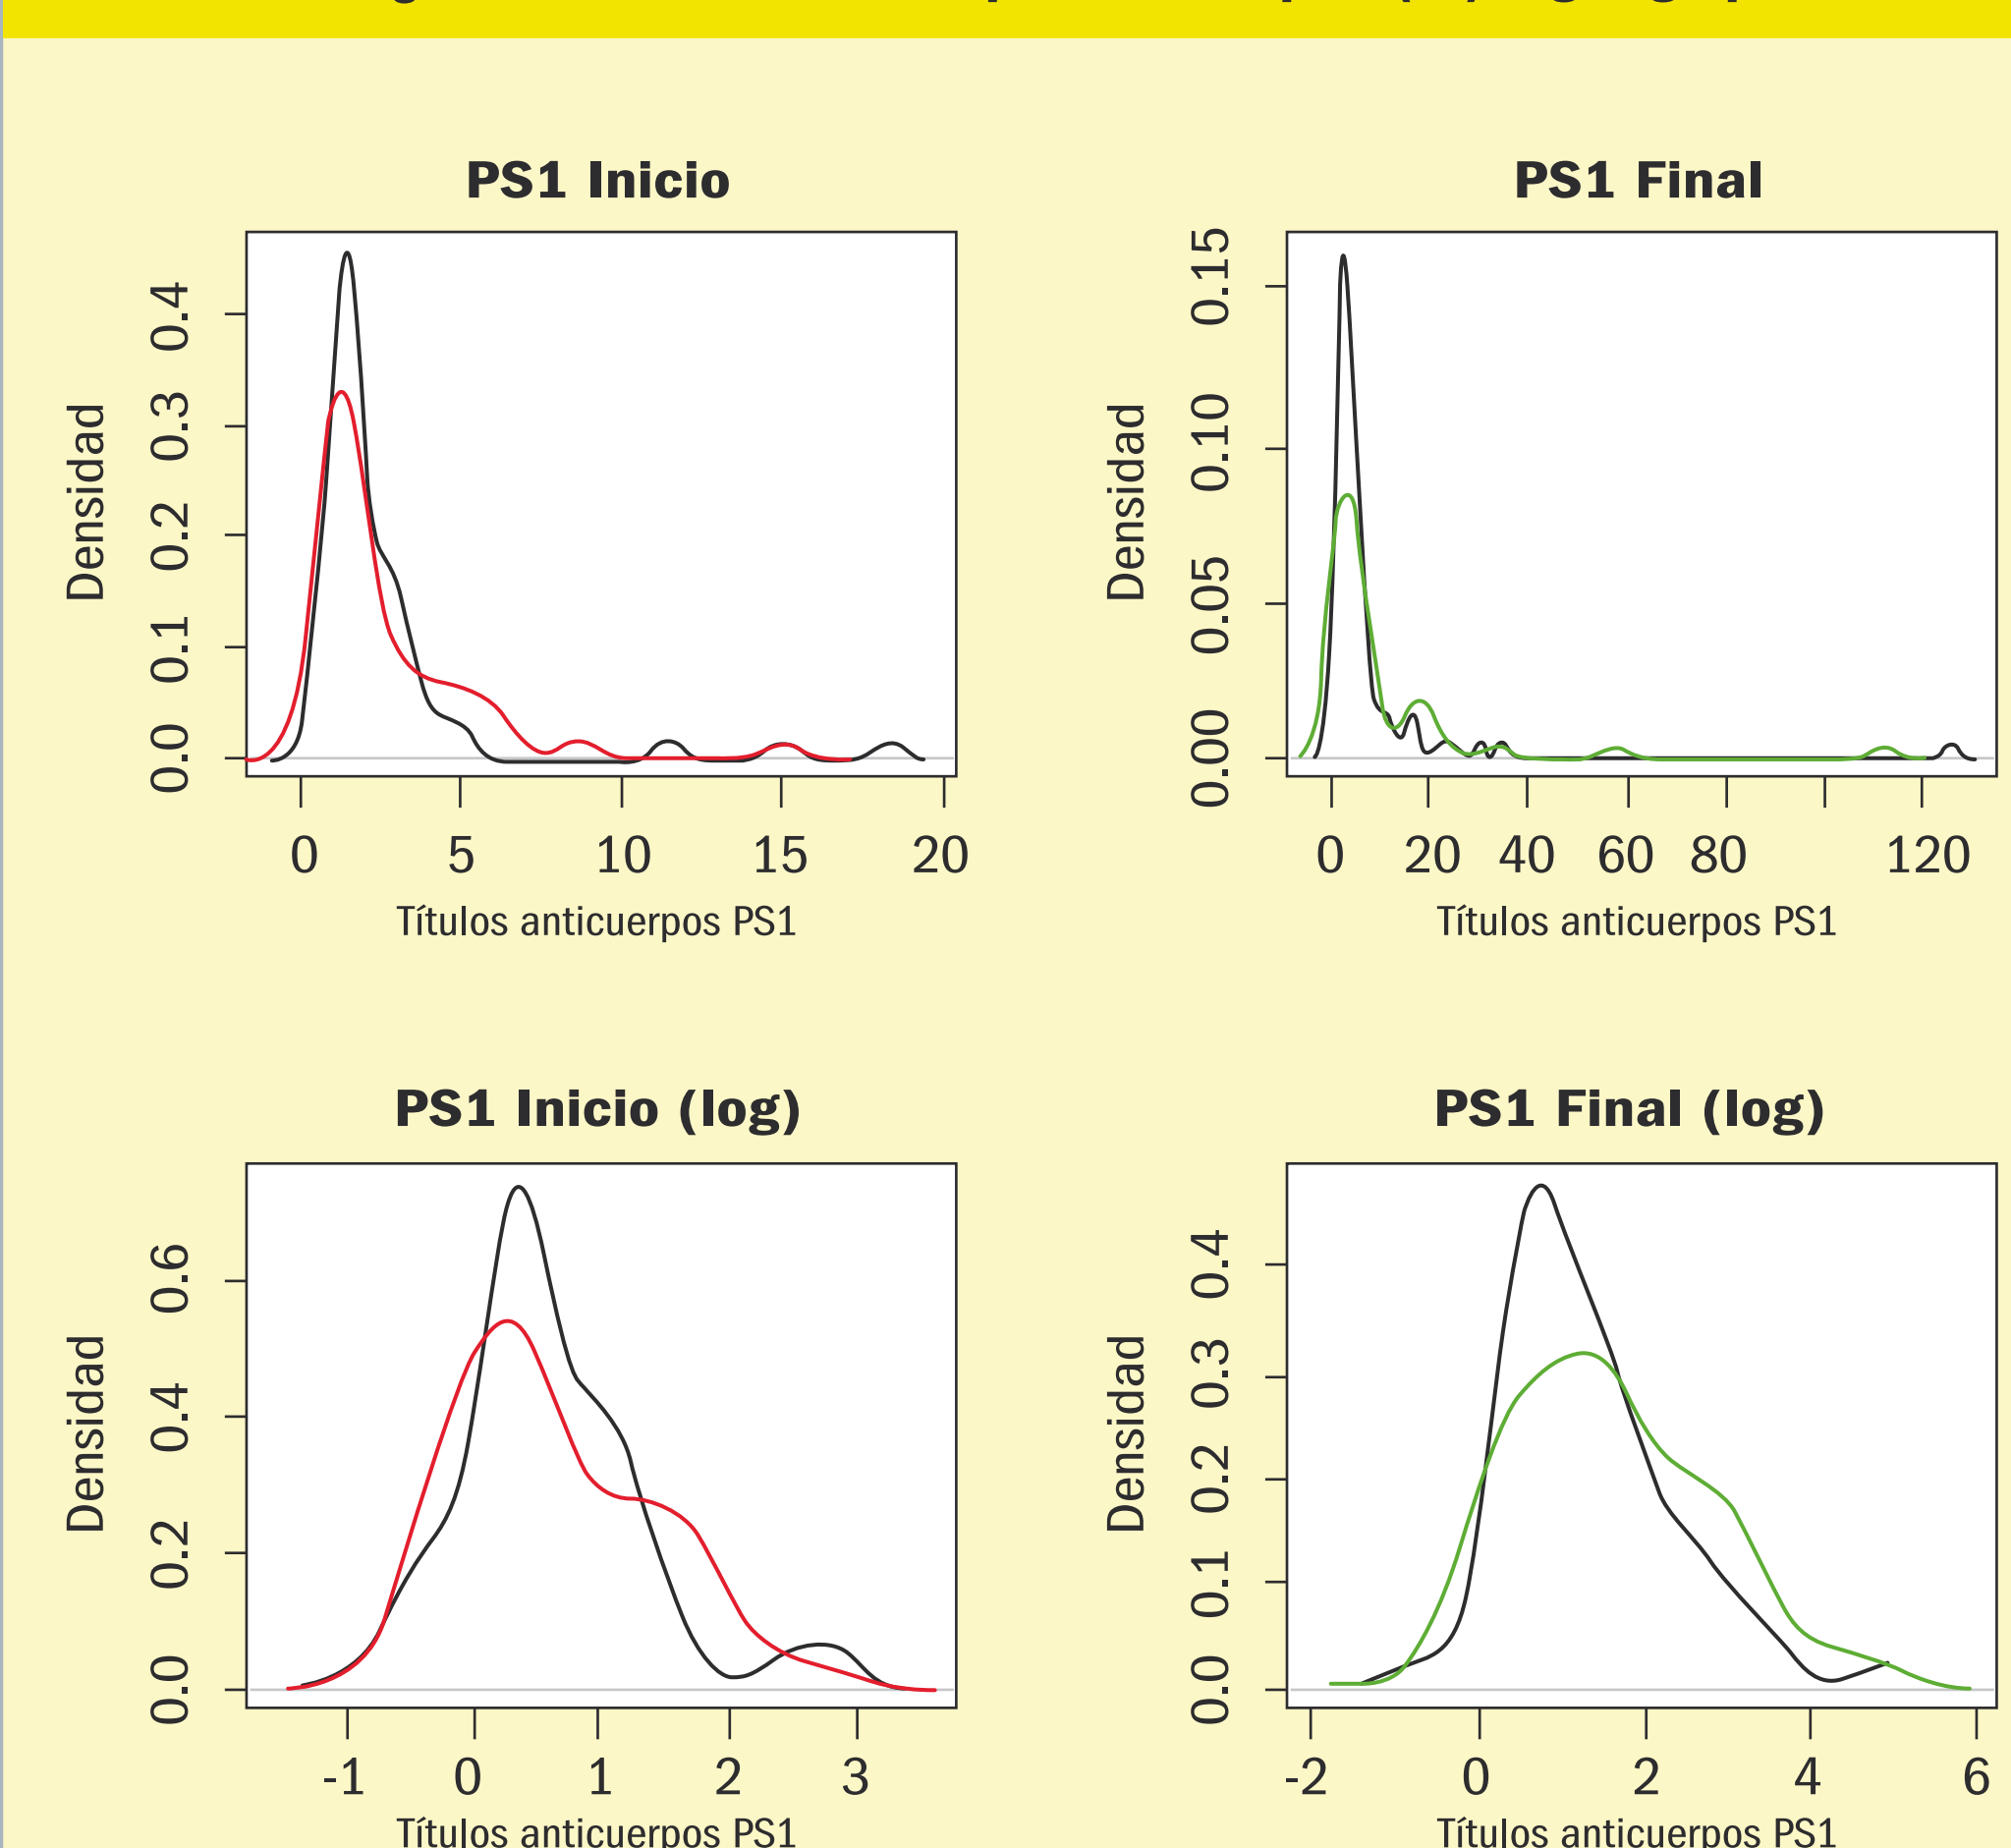 PS1 Inicio
Densidad
0.0 0.1 0.2 0.3 0.4
0 5 10 15 20
Títulos anticuerpos PS1
PS1 Final
Densidad
0.00 0.05 0.10 0.15
0 20 40 60 80 120
Títulos anticuerpos PS1
PS1 Inicio (log)
Densidad
0.0 0.2 0.4 0.6
-1 0 1 2 3
Títulos anticuerpos PS1
PS1 Final (log)
Densidad
0.0 0.1 0.2 0.3 0.4
-2 0 2 4 6
Títulos anticuerpos PS1